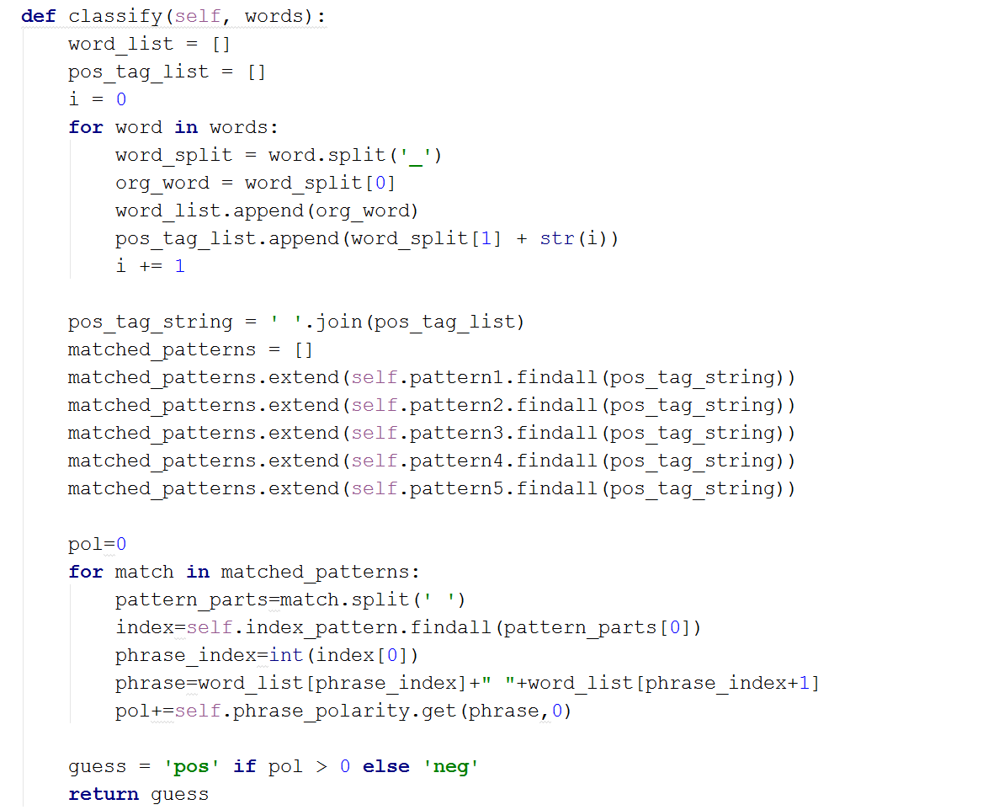 def classify(self, words):
    word_list = []
    pos_tag_list = []
    i = 0
    for word in words:
        word_split = word.split('_')
        org_word = word_split[0]
        word_list.append(org_word)
        pos_tag_list.append(word_split[1] + str(i))
        i += 1

    pos_tag_string = ' '.join(pos_tag_list)
    matched_patterns = []
    matched_patterns.extend(self.pattern1.findall(pos_tag_string))
    matched_patterns.extend(self.pattern2.findall(pos_tag_string))
    matched_patterns.extend(self.pattern3.findall(pos_tag_string))
    matched_patterns.extend(self.pattern4.findall(pos_tag_string))
    matched_patterns.extend(self.pattern5.findall(pos_tag_string))

    pol=0
    for match in matched_patterns:
        pattern_parts=match.split(' ')
        index=self.index_pattern.findall(pattern_parts[0])
        phrase_index=int(index[0])
        phrase=word_list[phrase_index]+" "+word_list[phrase_index+1]
        pol+=self.phrase_polarity.get(phrase,0)

    guess = 'pos' if pol > 0 else 'neg'
    return guess